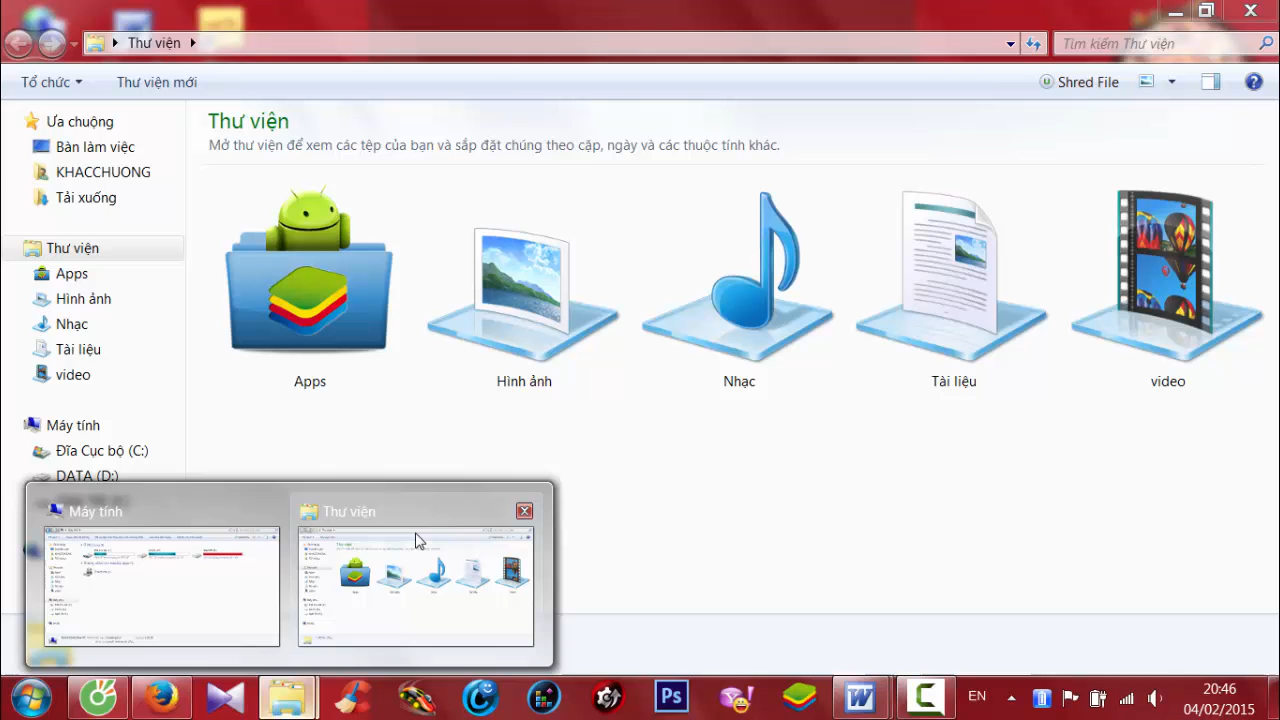 Thư viện
Tìm kiếm Thư viện
Tổ chức
Thư viện mới
Shred File
Ưa chuộng
Bàn làm việc
KHACCHUONG
Tải xuống
Thư viện
Apps
Hình ảnh
Nhạc
Tài liệu
video
Máy tính
Đĩa Cục bộ (C:)
DATA (D:)
Thư viện
Mở thư viện để xem các tệp của bạn và sắp đặt chúng theo cặp, ngày và các thuộc tính khác.
Apps
Hình ảnh
Nhạc
Tài liệu
video
Máy tính
Thư viện
Ps
EN
20:46
04/02/2015